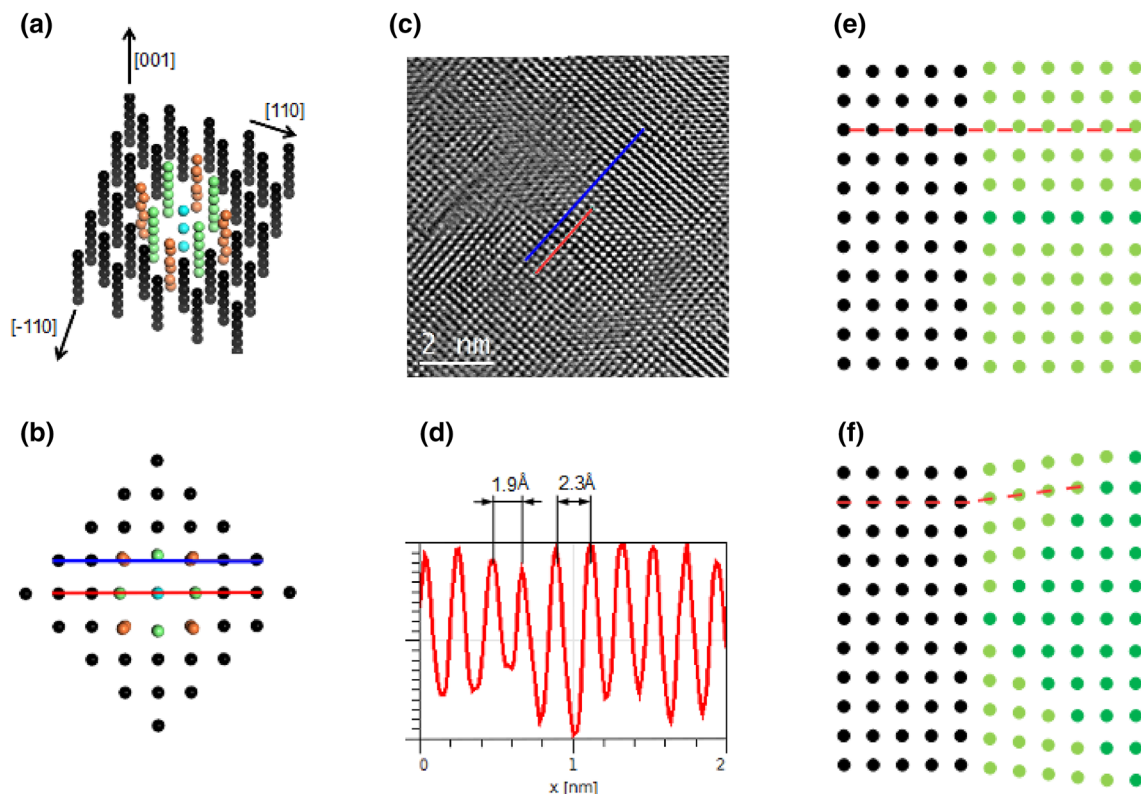 (a)
[001]
[110]
[-110]
(b)
(c)
2 nm
(d)
1.9Å
2.3Å
0
1
2
x [nm]
(e)
(f)